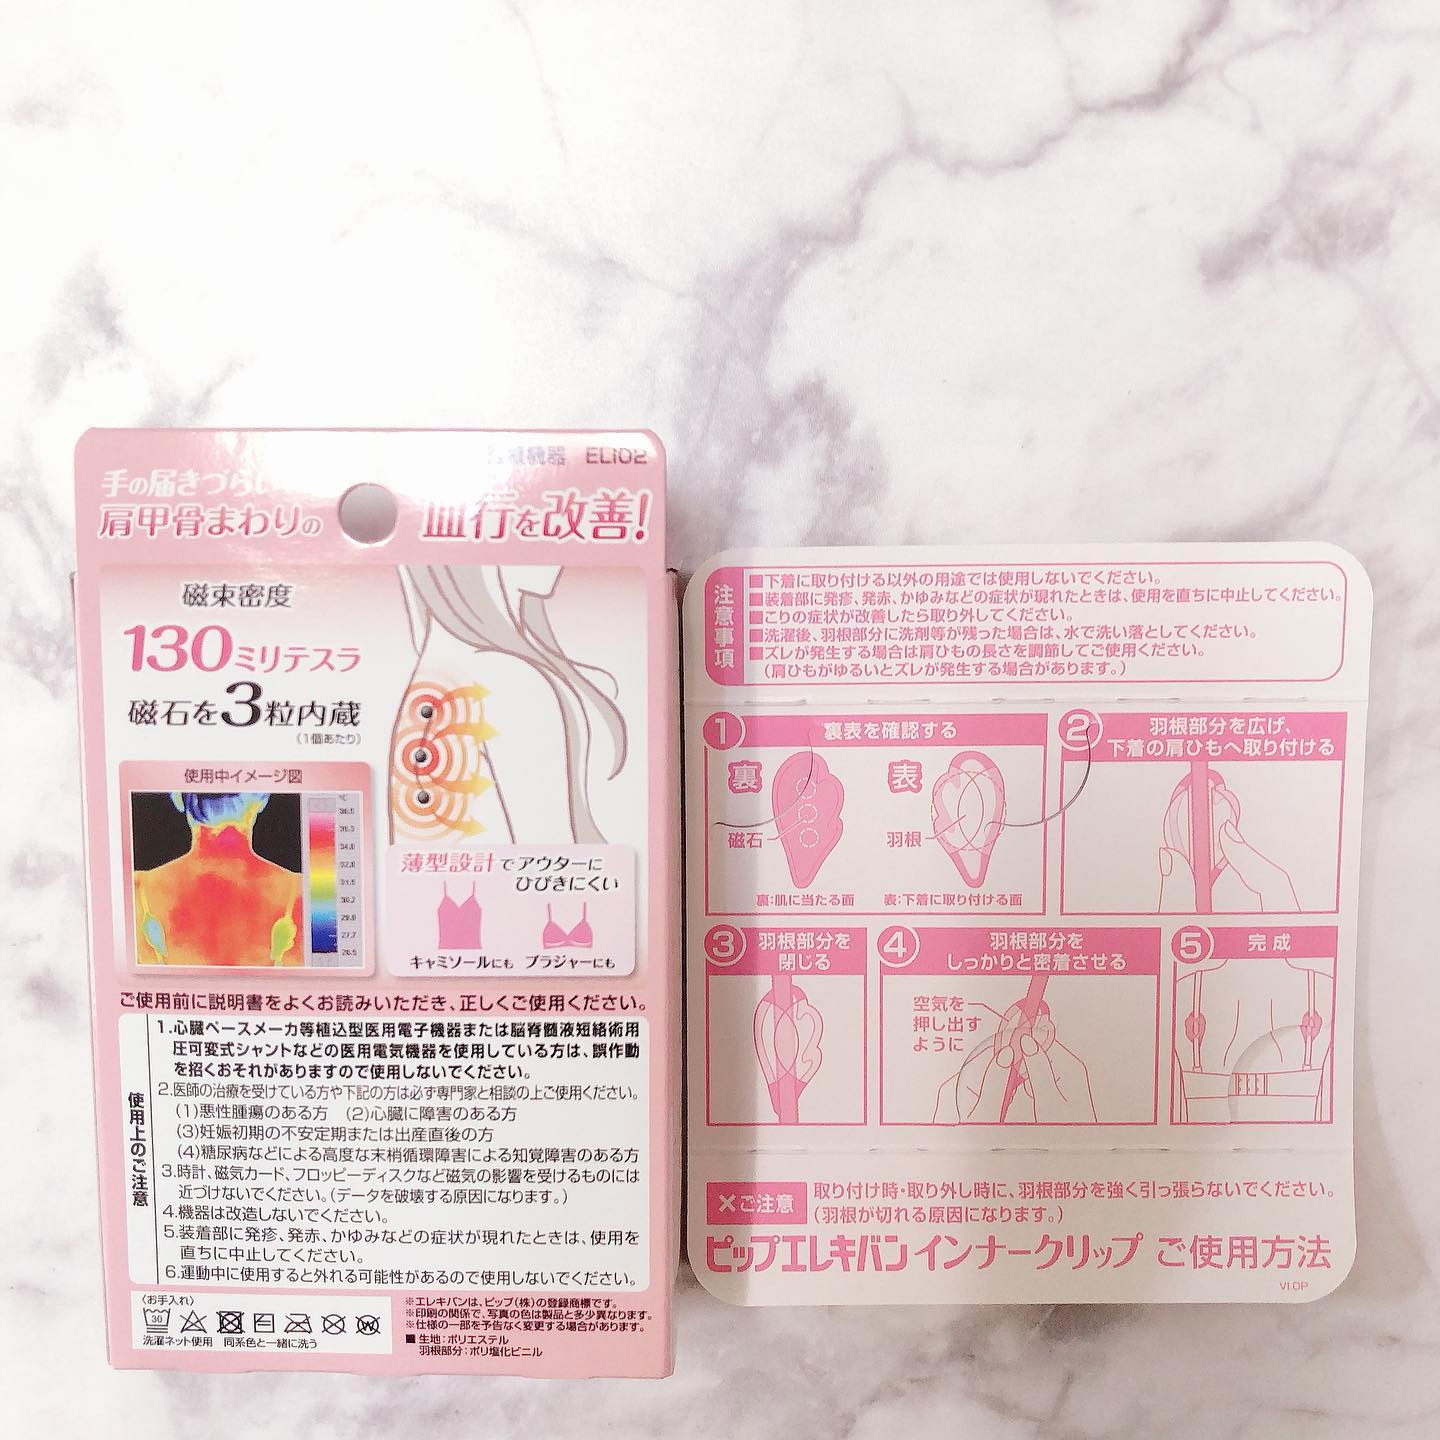 機器 EL102
手の届きづらい
肩甲骨まわりの 血行を改善!
磁束密度
130ミリテスラ
磁石を3粒内蔵
(1個あたり)
使用中イメージ図
℃
薄型設計でアウターに
ひびきにくい
キャミソールにも ブラジャーにも
ご使用前に説明書をよくお読みいただき、正しくご使用ください。
使用上のご注意
1.心臓ペースメーカ等植込型医用電子機器または脳脊髄液短絡術用
圧可変式シャントなどの医用電気機器を使用している方は、誤作動
を招くおそれがありますので使用しないでください。
2.医師の治療を受けている方や下記の方は必ず専門家と相談の上ご使用ください。
(1)悪性腫瘍のある方 (2)心臓に障害のある方
(3)妊娠初期の不安定期または出産直後の方
(4)糖尿病などによる高度な末梢循環障害による知覚障害のある方
3.時計、磁気カード、フロッピーディスクなど磁気の影響を受けるものには
近づけないでください。(データを破壊する原因になります。)
4.機器は改造しないでください。
5.装着部に発疹、発赤、かゆみなどの症状が現れたときは、使用を
直ちに中止してください。
6.運動中に使用すると外れる可能性があるので使用しないでください。
〈お手入れ〉
30
洗濯ネット使用 同系色と一緒に洗う
※エレキバンは、ピップ(株)の登録商標です。
※印刷の関係で、写真の色は製品と多少異なります。
※仕様の一部を予告なく変更する場合があります。
■生地:ポリエステル
羽根部分:ポリ塩化ビニル
注意事項
■下着に取り付ける以外の用途では使用しないでください。
■装着部に発疹、発赤、かゆみなどの症状が現れたときは、使用を直ちに中止してください。
■こりの症状が改善したら取り外してください。
■洗濯後、羽根部分に洗剤等が残った場合は、水で洗い落としてください。
■ズレが発生する場合は肩ひもの長さを調節してご使用ください。
(肩ひもがゆるいとズレが発生する場合があります。)
① 裏表を確認する
裏
表
磁石
羽根
裏:肌に当たる面 表:下着に取り付ける面
② 羽根部分を広げ、
下着の肩ひもへ取り付ける
③ 羽根部分を
閉じる
④ 羽根部分を
しっかりと密着させる
空気を
押し出す
ように
⑤ 完成
×ご注意
取り付け時・取り外し時に、羽根部分を強く引っ張らないでください。
(羽根が切れる原因になります。)
ピップエレキバン インナークリップ ご使用方法